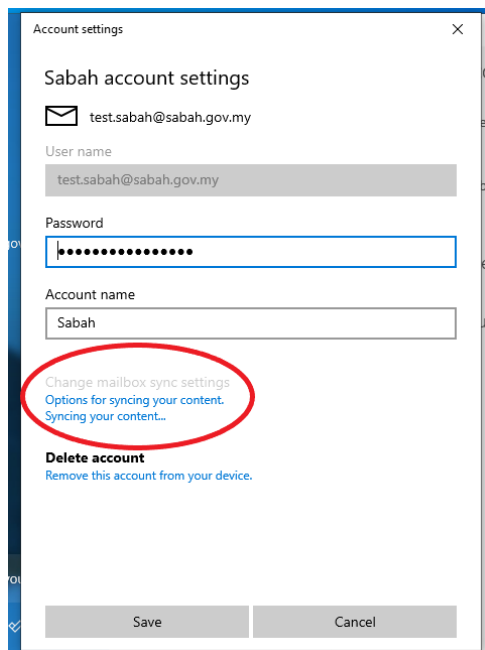 Account settings
Sabah account settings
test.sabah@sabah.gov.my
User name
test.sabah@sabah.gov.my
Password
Account name
Sabah
Change mailbox sync settings
Options for syncing your content.
Syncing your content...
Delete account
Remove this account from your device.
Save
Cancel